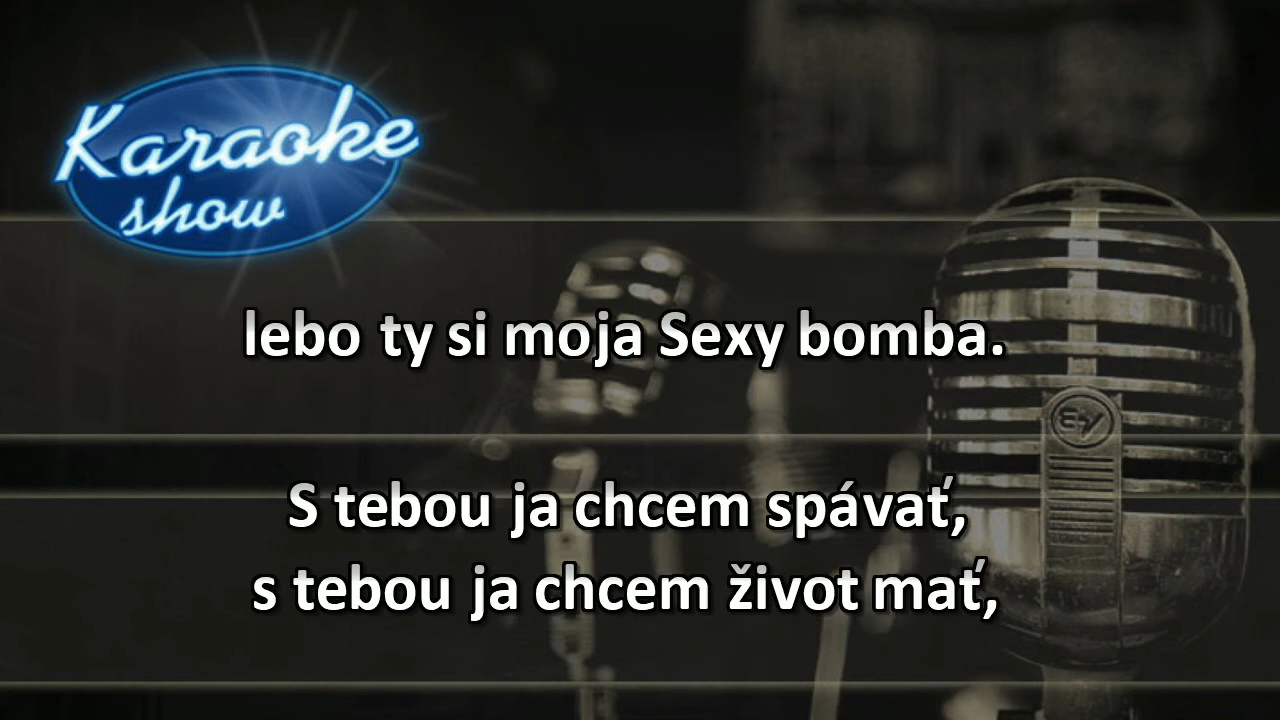 Karaoke
show
lebo ty si moja Sexy bomba.
S tebou ja chcem spávať,
s tebou ja chcem život mať,